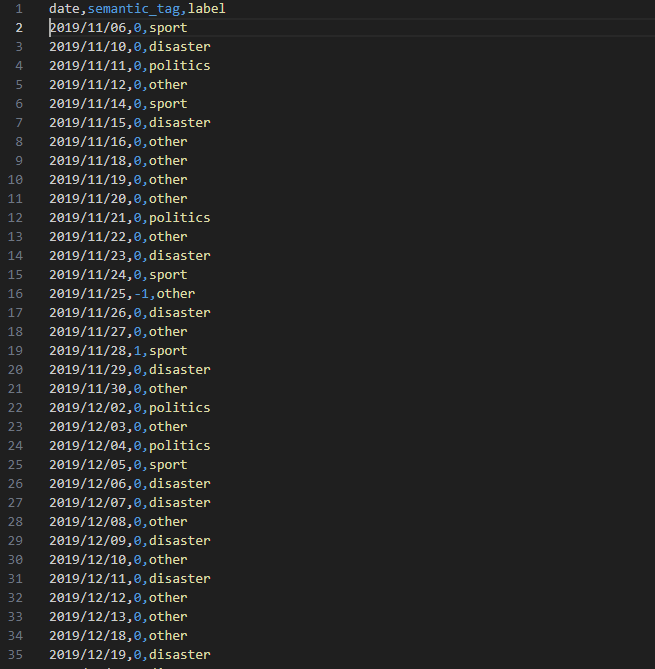 1 date,semantic_tag,label
2 2019/11/06,0,sport
3 2019/11/10,0,disaster
4 2019/11/11,0,politics
5 2019/11/12,0,other
6 2019/11/14,0,sport
7 2019/11/15,0,disaster
8 2019/11/16,0,other
9 2019/11/18,0,other
10 2019/11/19,0,other
11 2019/11/20,0,other
12 2019/11/21,0,politics
13 2019/11/22,0,other
14 2019/11/23,0,disaster
15 2019/11/24,0,sport
16 2019/11/25,-1,other
17 2019/11/26,0,disaster
18 2019/11/27,0,other
19 2019/11/28,1,sport
20 2019/11/29,0,disaster
21 2019/11/30,0,other
22 2019/12/02,0,politics
23 2019/12/03,0,other
24 2019/12/04,0,politics
25 2019/12/05,0,sport
26 2019/12/06,0,disaster
27 2019/12/07,0,disaster
28 2019/12/08,0,other
29 2019/12/09,0,disaster
30 2019/12/10,0,other
31 2019/12/11,0,disaster
32 2019/12/12,0,other
33 2019/12/13,0,other
34 2019/12/18,0,other
35 2019/12/19,0,disaster